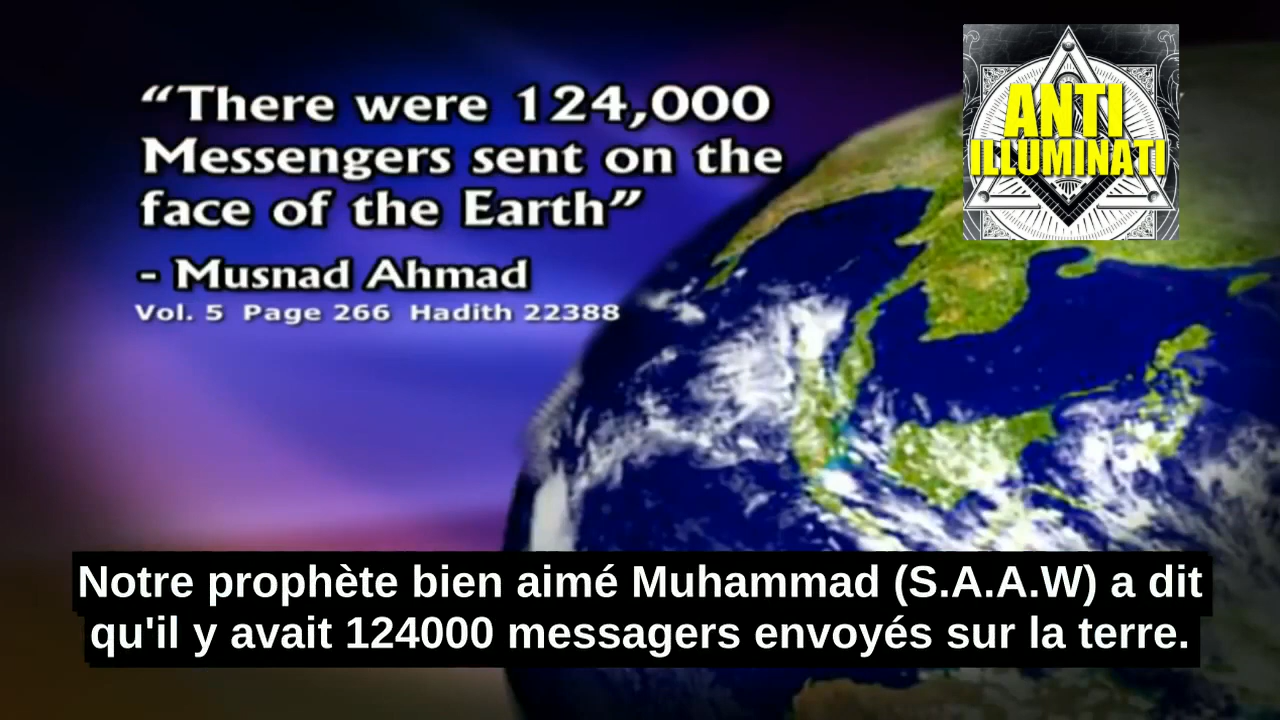 “There were 124,000
Messengers sent on the
face of the Earth”
- Musnad Ahmad
Vol. 5 Page 266 Hadith 22388
ANTI
ILLUMINATI
Notre prophète bien aimé Muhammad (S.A.A.W) a dit
qu'il y avait 124000 messagers envoyés sur la terre.